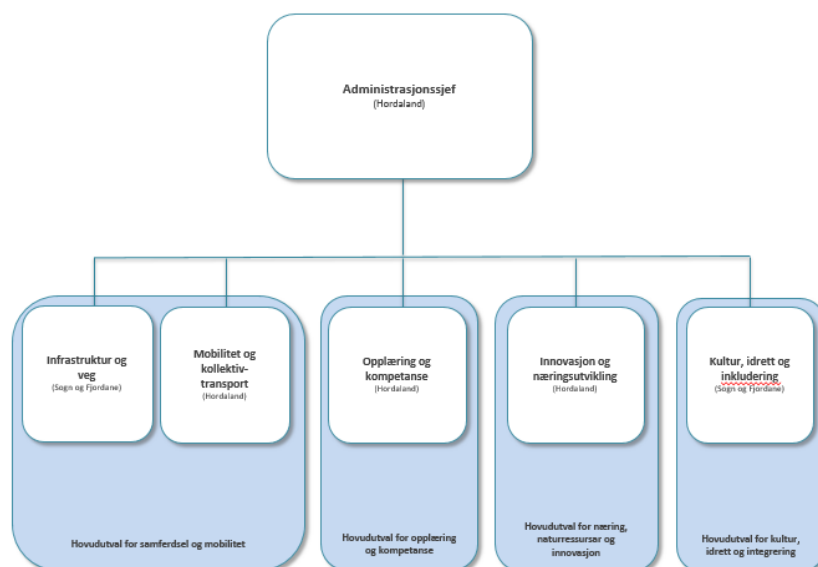 Administrasjonssjef
(Hordaland)
Infrastruktur og
veg
(Sogn og Fjordane)
Mobilitet og
kollektiv-
transport
(Hordaland)
Opplæring og
kompetanse
(Hordaland)
Innovasjon og
næringsutvikling
(Hordaland)
Kultur, idrett og
inkludering
(Sogn og Fjordane)
Hovudutval for samferdsel og mobilitet
Hovudutval for opplæring
og kompetanse
Hovudutval for næring,
naturressursar og
innovasjon
Hovudutval for kultur,
idrett og integrering